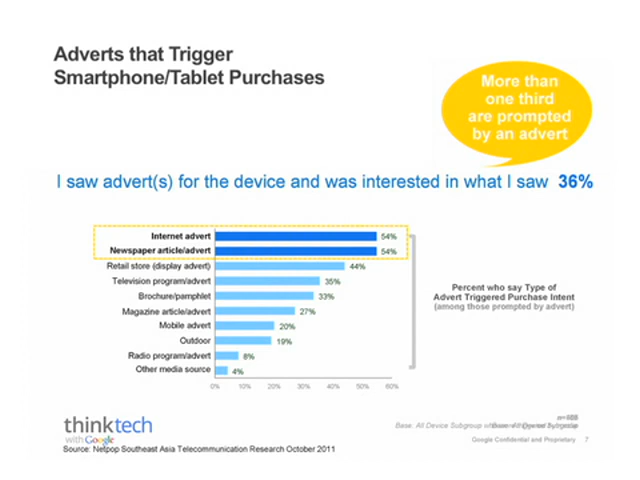 Adverts that Trigger
Smartphone/Tablet Purchases
More than
one third
are prompted
by an advert
I saw advert(s) for the device and was interested in what I saw 36%
Internet advert 54%
Newspaper article/advert 54%
Retail store (display advert) 44%
Television program/advert 35%
Brochure/pamphlet 33%
Magazine article/advert 27%
Mobile advert 20%
Outdoor 19%
Radio program/advert 8%
Other media source 4%
0% 10% 20% 30% 40% 50% 60%
Percent who say Type of
Advert Triggered Purchase Intent
(among those prompted by advert)
Base: All Device Subgroup
thinktech
with Google
Google Confidential and Proprietary 7
Source: Netpop Southeast Asia Telecommunication Research October 2011